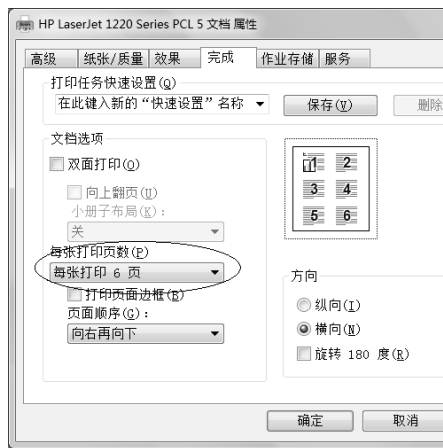 HP LaserJet 1220 Series PCL 5 文档 属性
高级 纸张/质量 效果 完成 作业存储 服务
打印任务快速设置(Q)
在此键入新的“快速设置”名称 保存(V) 删除
文档选项
双面打印(O)
向上翻页(U)
小册子布局(K)：
关
每张打印页数(P)
每张打印 6 页
打印页面边框(B)
页面顺序(G)：
向右再向下
1 2
3 4
5 6
方向
纵向(I)
横向(N)
旋转 180 度(R)
确定 取消